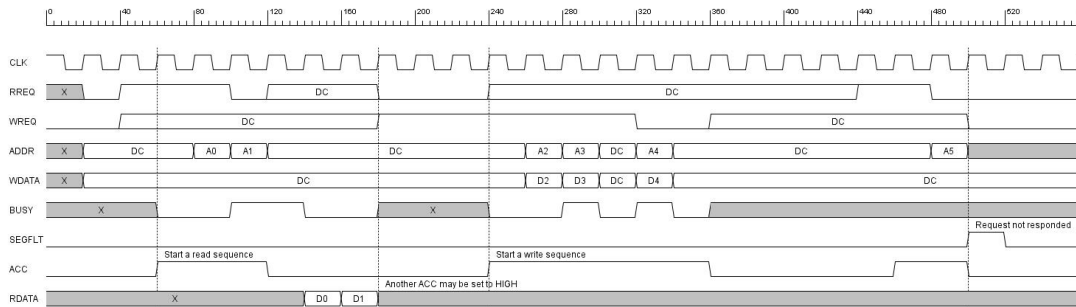 0 40 80 120 160 200 240 280 320 360 400 440 480 520
CLK
RREQ X DC DC
WREQ DC DC
ADDR X DC A0 A1 DC A2 A3 DC A4 DC A5
WDATA X DC D2 D3 DC D4 DC
BUSY X X
Request not responded
SEGFLT
Start a read sequence Start a write sequence
ACC
Another ACC may be set to HIGH
RDATA X D0 D1